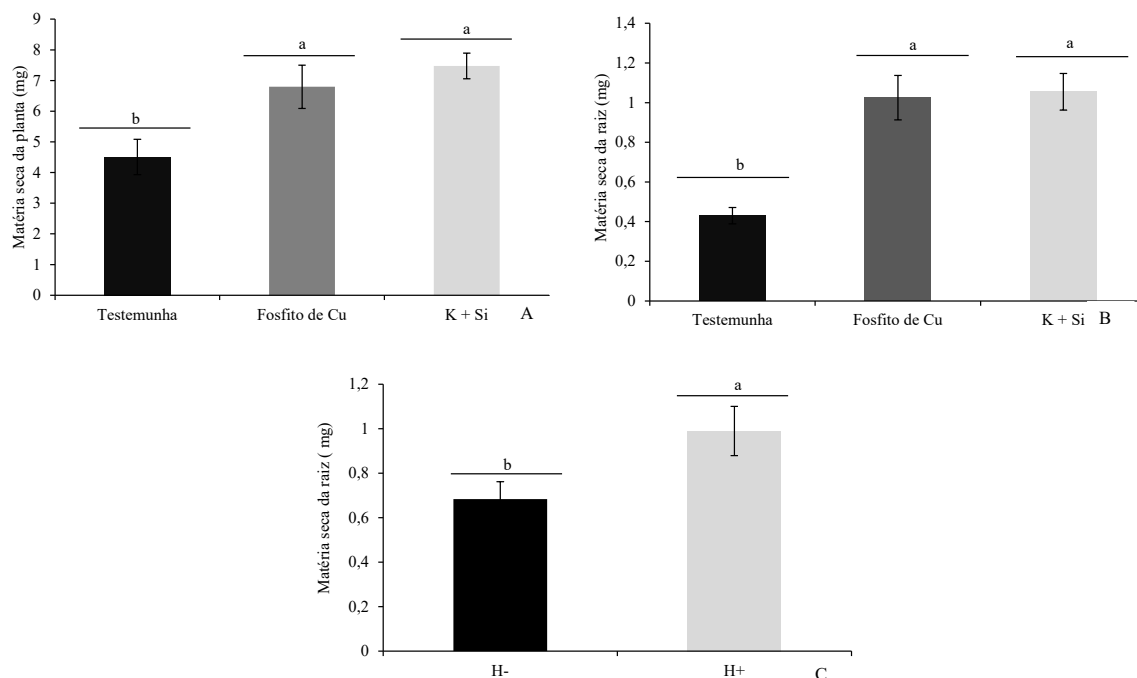 Matéria seca da planta (mg)
9
8
7
6
5
4
3
2
1
0
b
a
a
Testemunha
Fosfito de Cu
K + Si
A
Matéria seca da raiz (mg)
1,4
1,2
1
0,8
0,6
0,4
0,2
0
b
a
a
Testemunha
Fosfito de Cu
K + Si
B
Matéria seca da raiz ( mg)
1,2
1
0,8
0,6
0,4
0,2
0
b
a
H-
H+
C